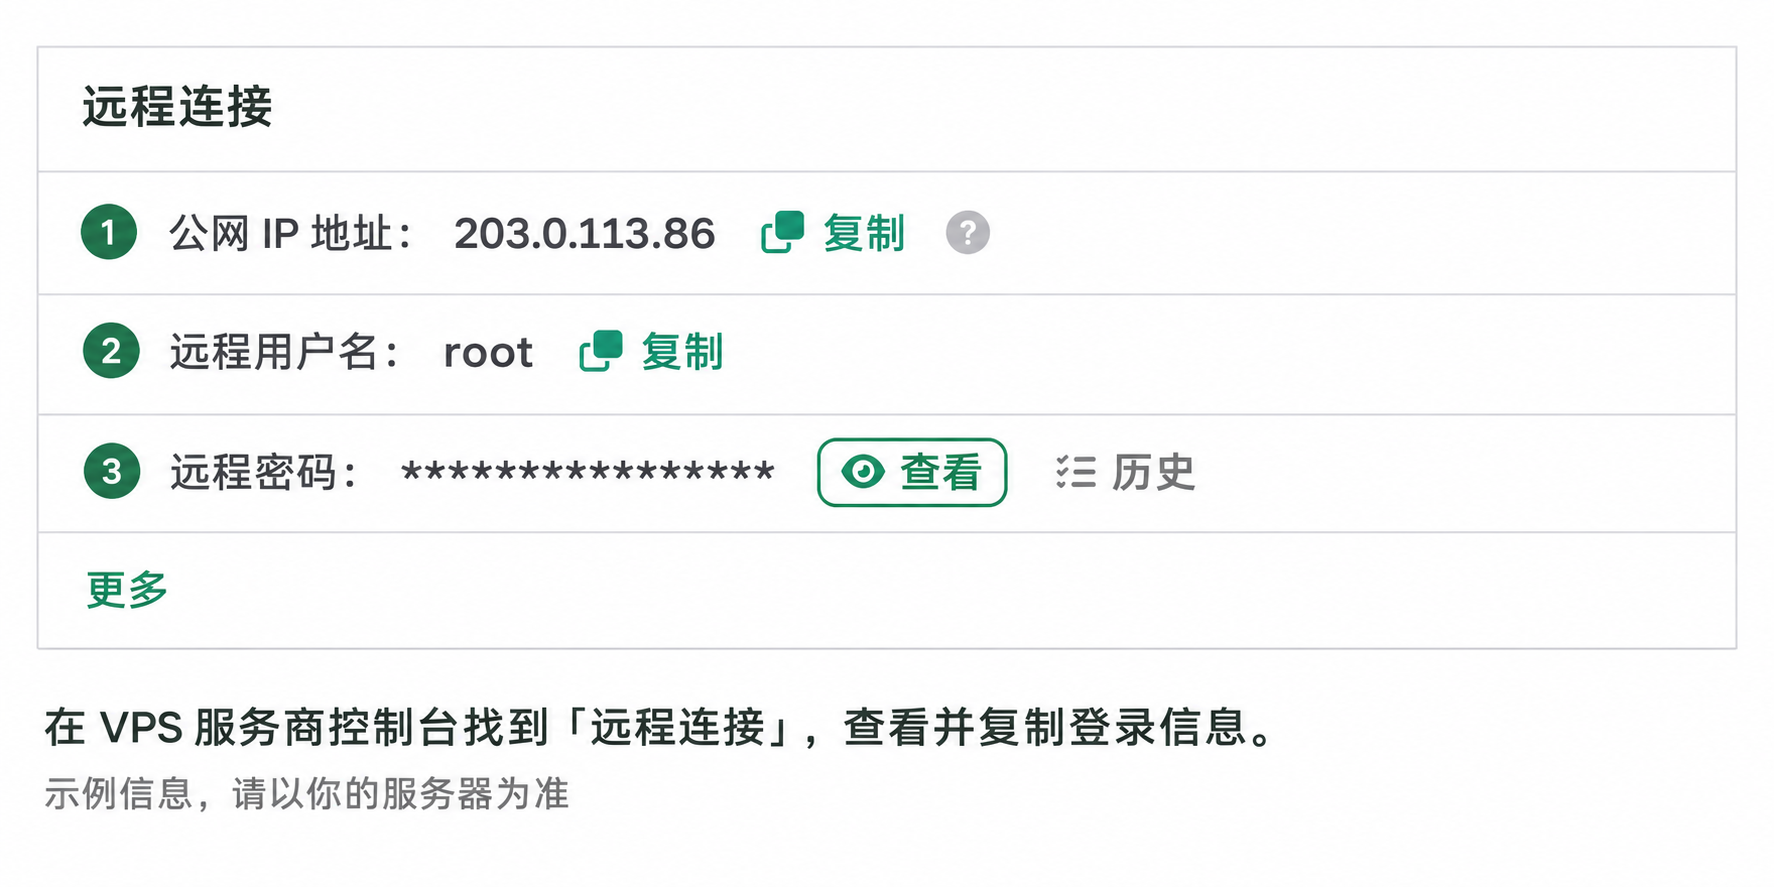 远程连接
1 公网 IP 地址： 203.0.113.86 复制 ?
2 远程用户名： root 复制
3 远程密码： **************** 查看 历史
更多
在 VPS 服务商控制台找到「远程连接」，查看并复制登录信息。
示例信息，请以你的服务器为准